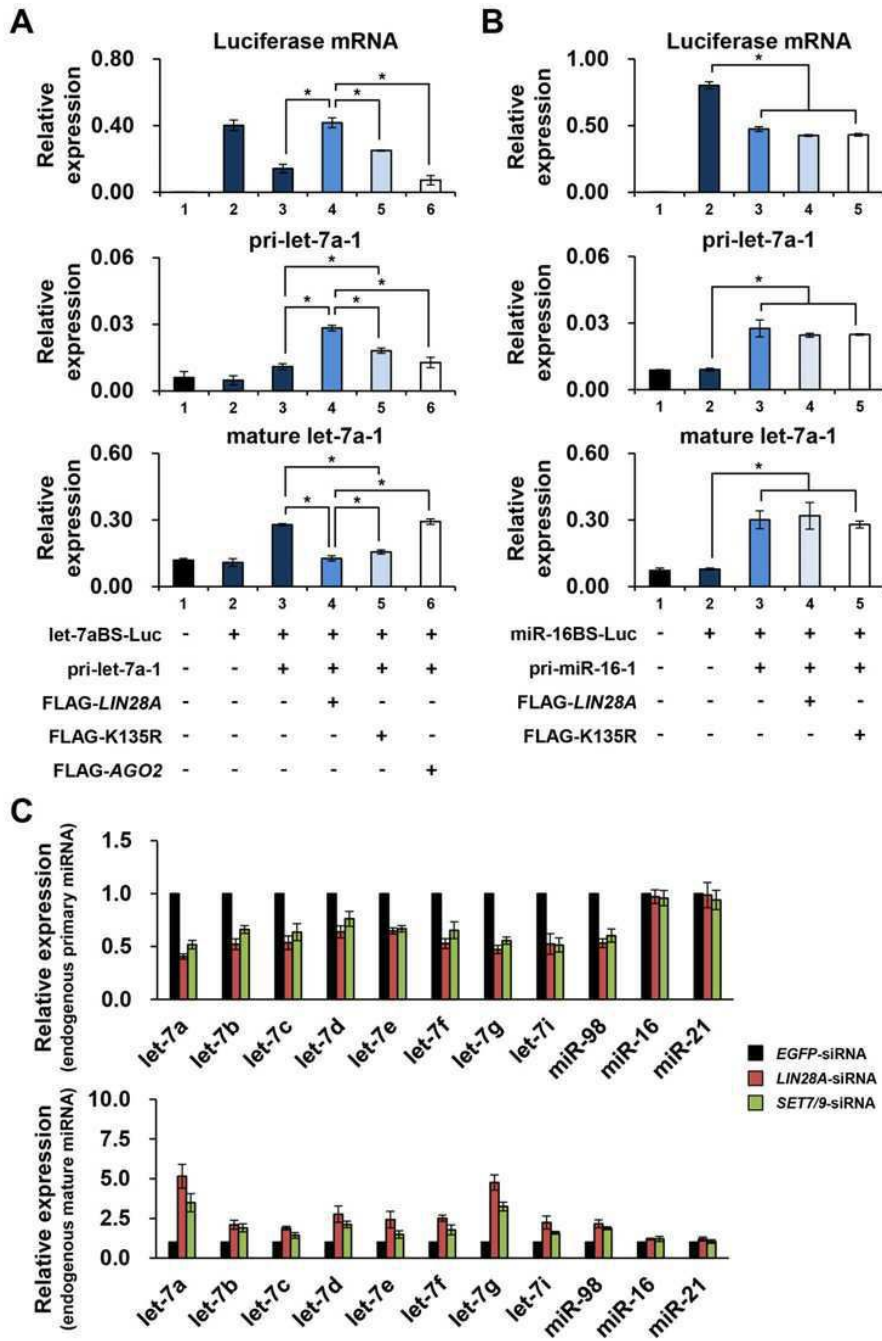 A
Luciferase mRNA
Relative
expression
0.80
0.40
0.00
*
*
*
1 2 3 4 5 6
pri-let-7a-1
Relative
expression
0.06
0.03
0.00
*
*
*
*
1 2 3 4 5 6
mature let-7a-1
Relative
expression
0.60
0.30
0.00
*
*
*
*
1 2 3 4 5 6
let-7aBS-Luc - + + + + +
pri-let-7a-1 - - + + + +
FLAG-LIN28A - - - + - -
FLAG-K135R - - - - + -
FLAG-AGO2 - - - - - +
B
Luciferase mRNA
Relative
expression
1.00
0.50
0.00
*
1 2 3 4 5
pri-let-7a-1
Relative
expression
0.06
0.03
0.00
*
1 2 3 4 5
mature let-7a-1
Relative
expression
0.60
0.30
0.00
*
1 2 3 4 5
miR-16BS-Luc - + + + +
pri-miR-16-1 - - + + +
FLAG-LIN28A - - - + -
FLAG-K135R - - - - +
C
Relative expression
(endogenous primary miRNA)
1.5
1.0
0.5
0.0
let-7a let-7b let-7c let-7d let-7e let-7f let-7g let-7i miR-98 miR-16 miR-21
EGFP-siRNA
LIN28A-siRNA
SET7/9-siRNA
Relative expression
(endogenous mature miRNA)
10.0
7.5
5.0
2.5
0.0
let-7a let-7b let-7c let-7d let-7e let-7f let-7g let-7i miR-98 miR-16 miR-21